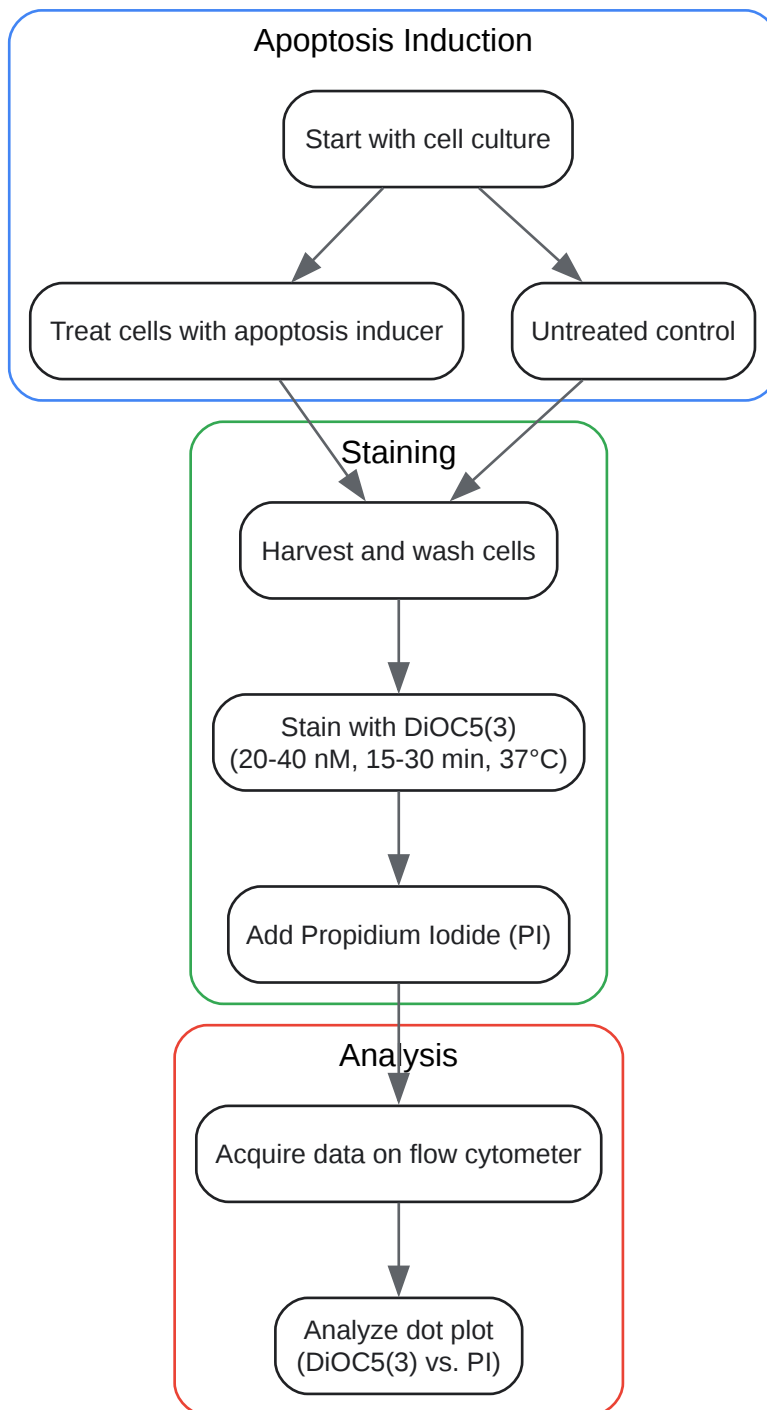 Apoptosis Induction
Start with cell culture
Treat cells with apoptosis inducer
Untreated control
Staining
Harvest and wash cells
Stain with DiOC5(3)
(20-40 nM, 15-30 min, 37°C)
Add Propidium Iodide (PI)
Analysis
Acquire data on flow cytometer
Analyze dot plot
(DiOC5(3) vs. PI)